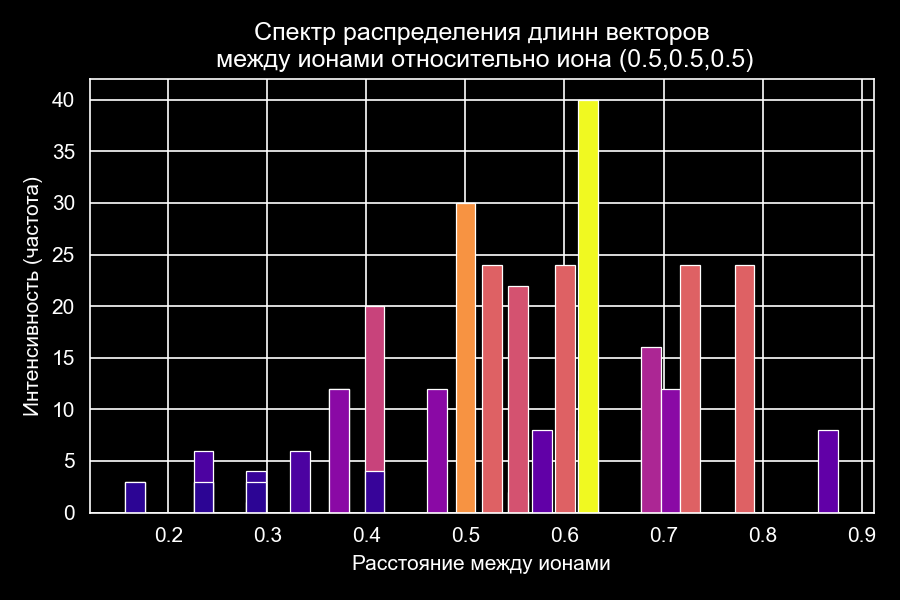 Спектр распределения длинн векторов
между ионами относительно иона (0.5,0.5,0.5)
Интенсивность (частота)
40
35
30
25
20
15
10
5
0
0.2 0.3 0.4 0.5 0.6 0.7 0.8 0.9
Расстояние между ионами